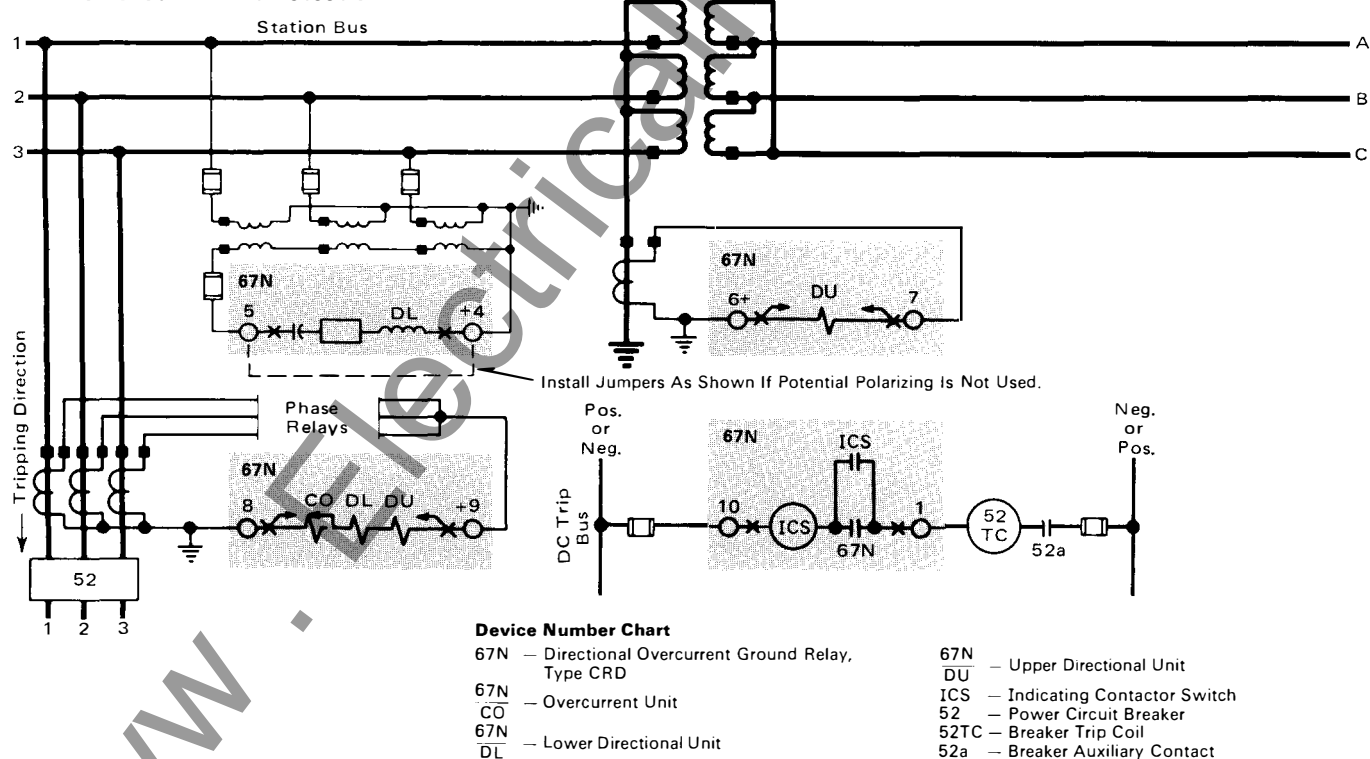 Station Bus
1
A
2
B
3
C
67N
5
DL
+4
67N
6+
DU
7
Install Jumpers As Shown If Potential Polarizing Is Not Used.
Tripping Direction
Phase
Relays
67N
8
CO DL DU
+9
Pos.
or
Neg.
Neg.
or
Pos.
DC Trip
Bus
67N
ICS
10
ICS
67N
1
52
TC
52a
52
1 2 3
Device Number Chart
67N — Directional Overcurrent Ground Relay,
Type CRD
67N
CO — Overcurrent Unit
67N
DL — Lower Directional Unit
67N
DU — Upper Directional Unit
ICS — Indicating Contactor Switch
52 — Power Circuit Breaker
52TC — Breaker Trip Coil
52a — Breaker Auxiliary Contact